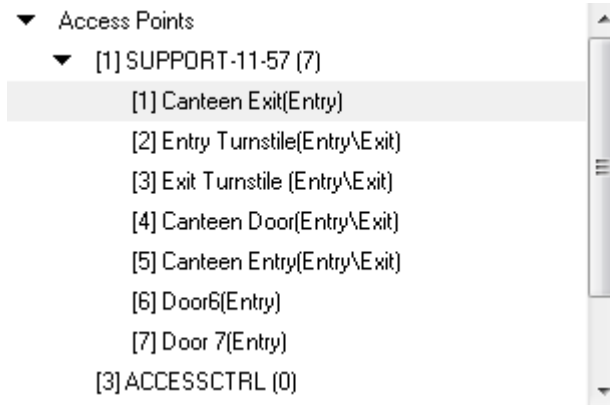 Access Points
[1] SUPPORT-11-57 (7)
[1] Canteen Exit(Entry)
[2] Entry Turnstile(Entry\Exit)
[3] Exit Turnstile (Entry\Exit)
[4] Canteen Door(Entry\Exit)
[5] Canteen Entry(Entry\Exit)
[6] Door6(Entry)
[7] Door 7(Entry)
[3] ACCESSCTRL (0)